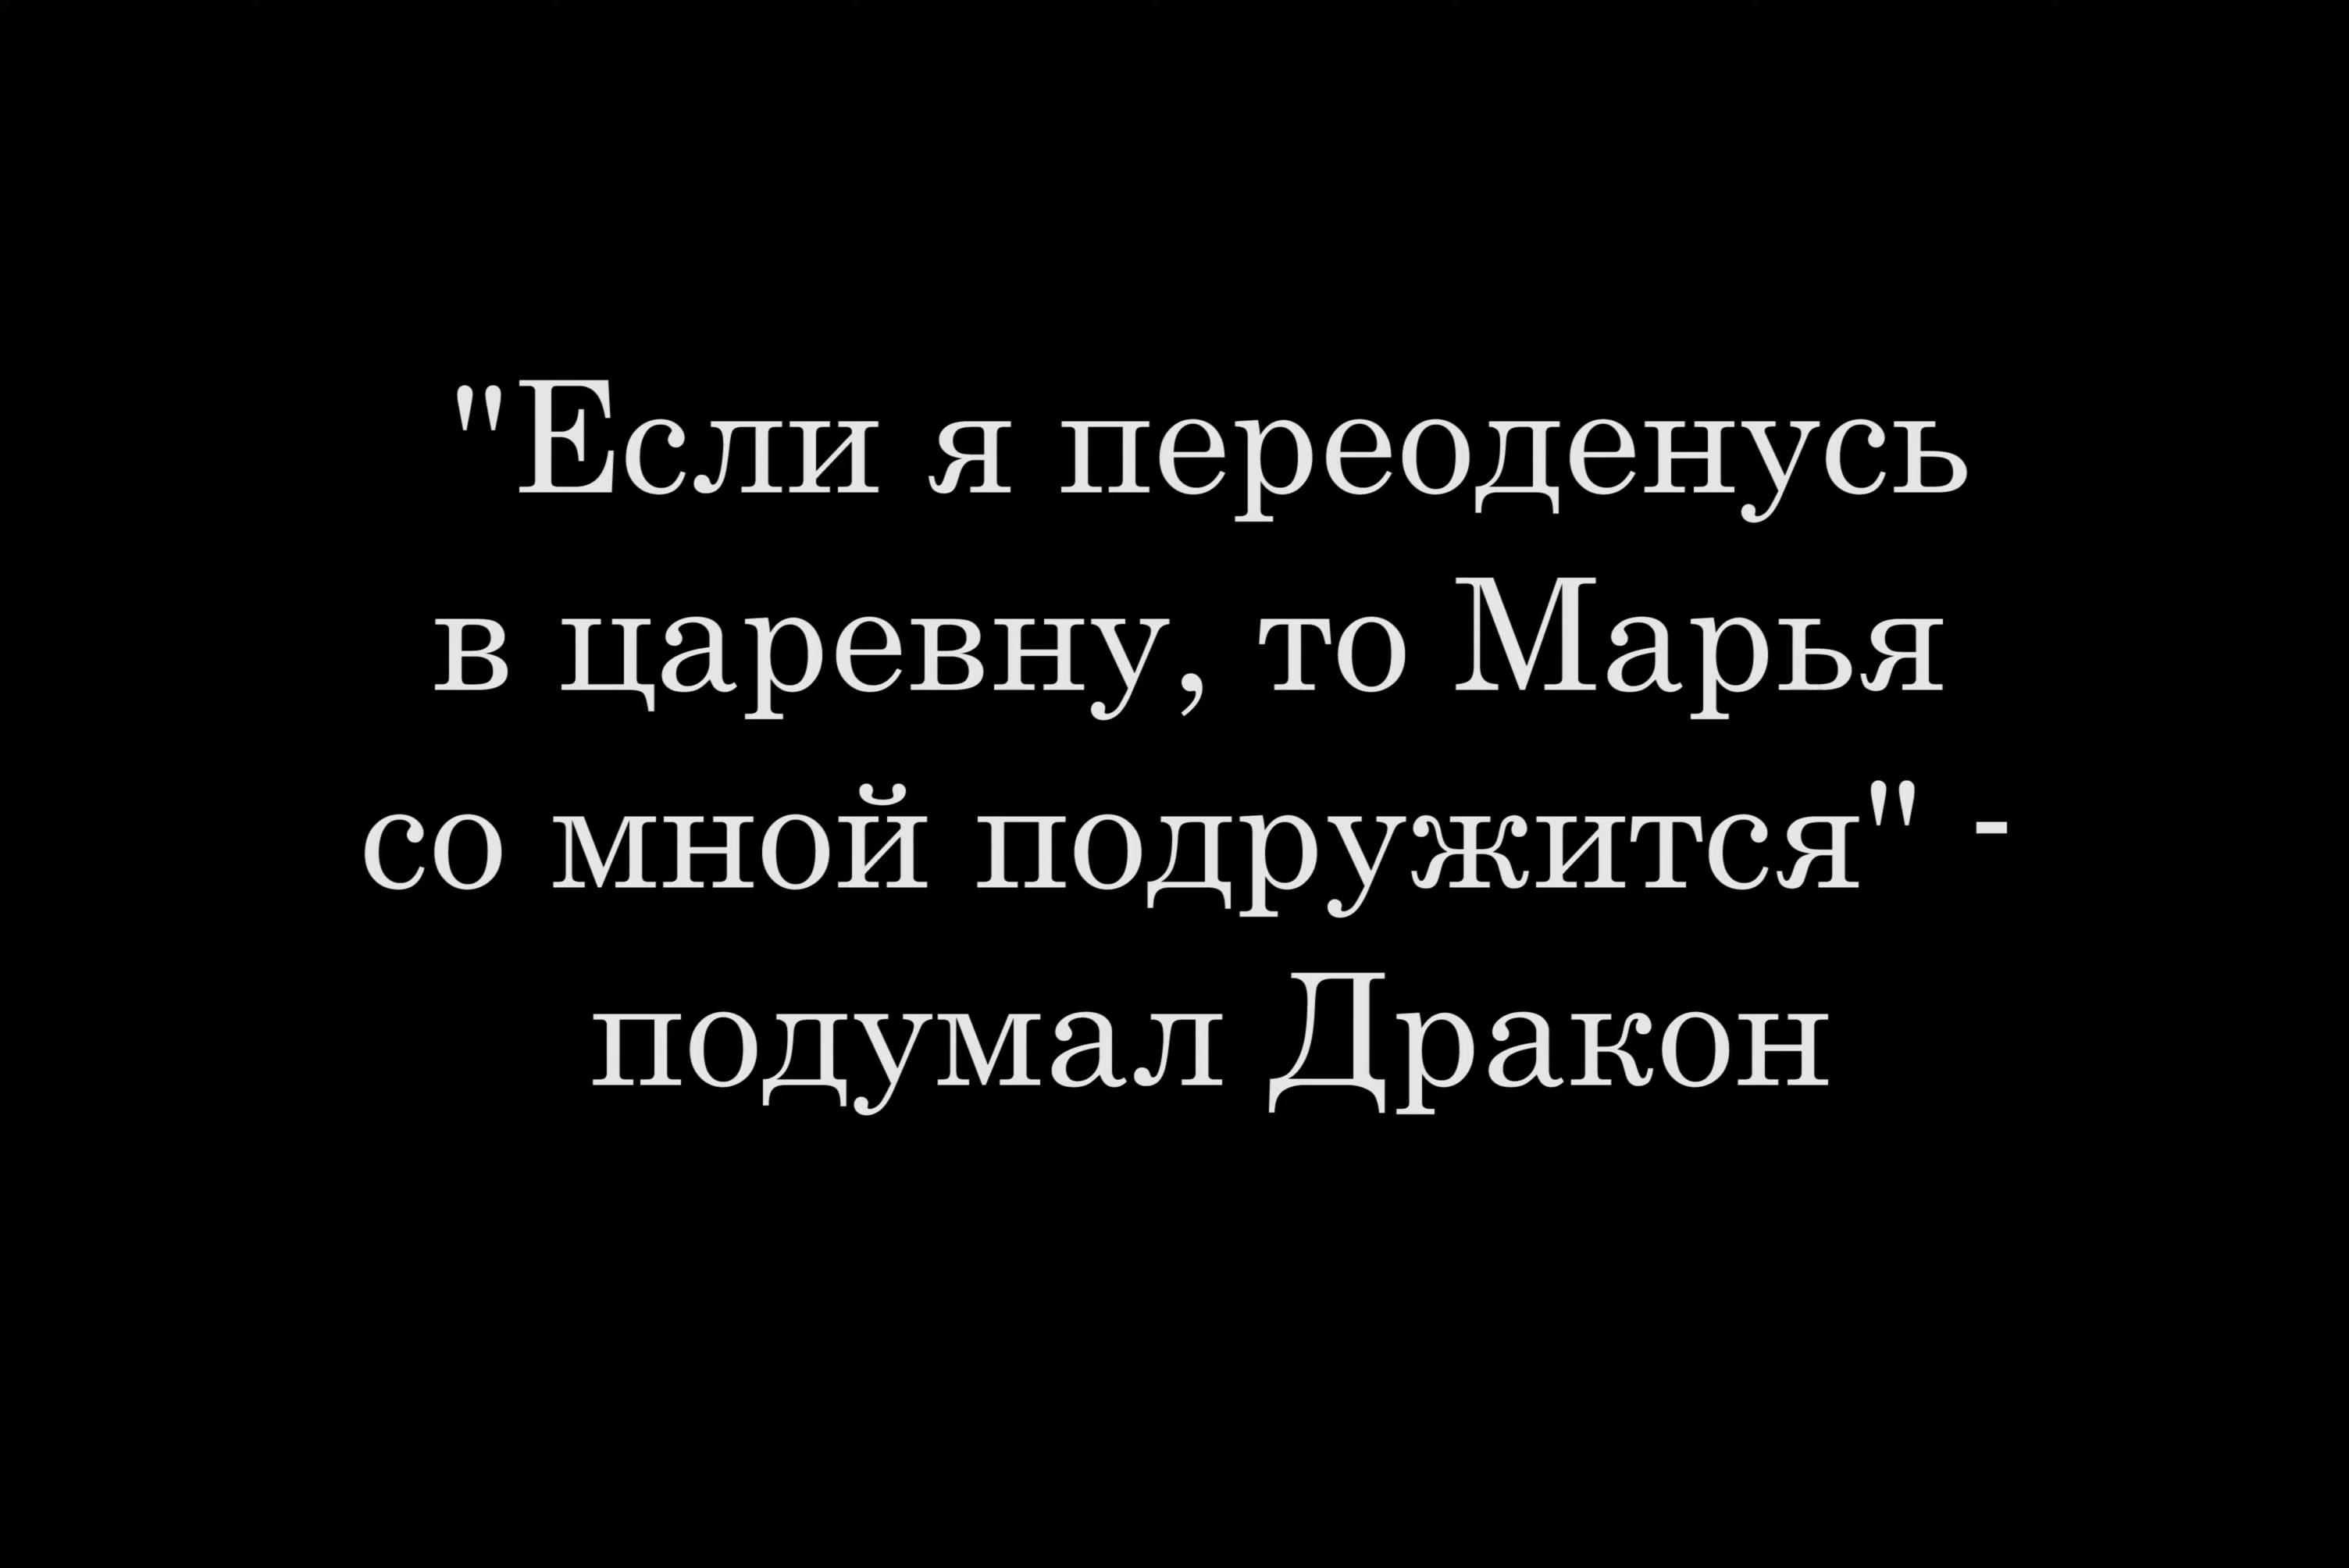 "Если я переоденусь
в царевну, то Марья
со мной подружится" -
подумал Дракон